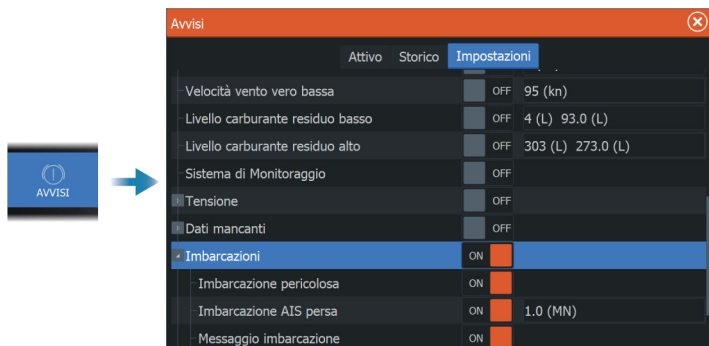 Avvisi
Attivo Storico Impostazioni
Velocità vento vero bassa OFF 95 (kn)
Livello carburante residuo basso OFF 4 (L) 93.0 (L)
Livello carburante residuo alto OFF 303 (L) 273.0 (L)
Sistema di Monitoraggio OFF
Tensione OFF
Dati mancanti OFF
Imbarcazioni ON
Imbarcazione pericolosa ON
Imbarcazione AIS persa ON 1.0 (MN)
Messaggio imbarcazione ON
AVVISI